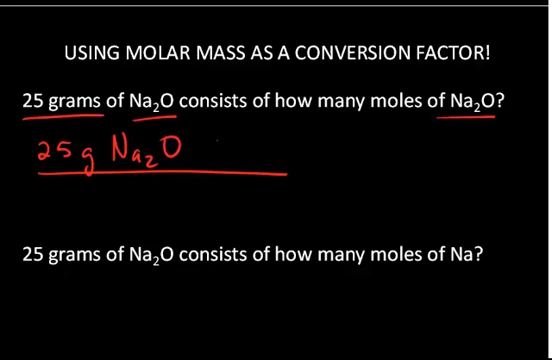 USING MOLAR MASS AS A CONVERSION FACTOR!
25 grams of Na₂O consists of how many moles of Na₂O?
25 g Na₂O
25 grams of Na₂O consists of how many moles of Na?